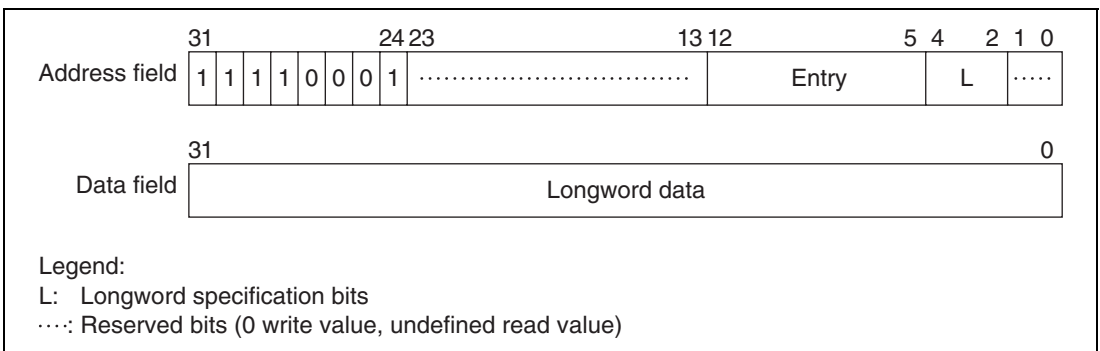 31 24 23 13 12 5 4 2 1 0
Address field 1 1 1 1 0 0 0 1 ································ Entry L ·····
31 0
Data field Longword data
Legend:
L: Longword specification bits
····: Reserved bits (0 write value, undefined read value)